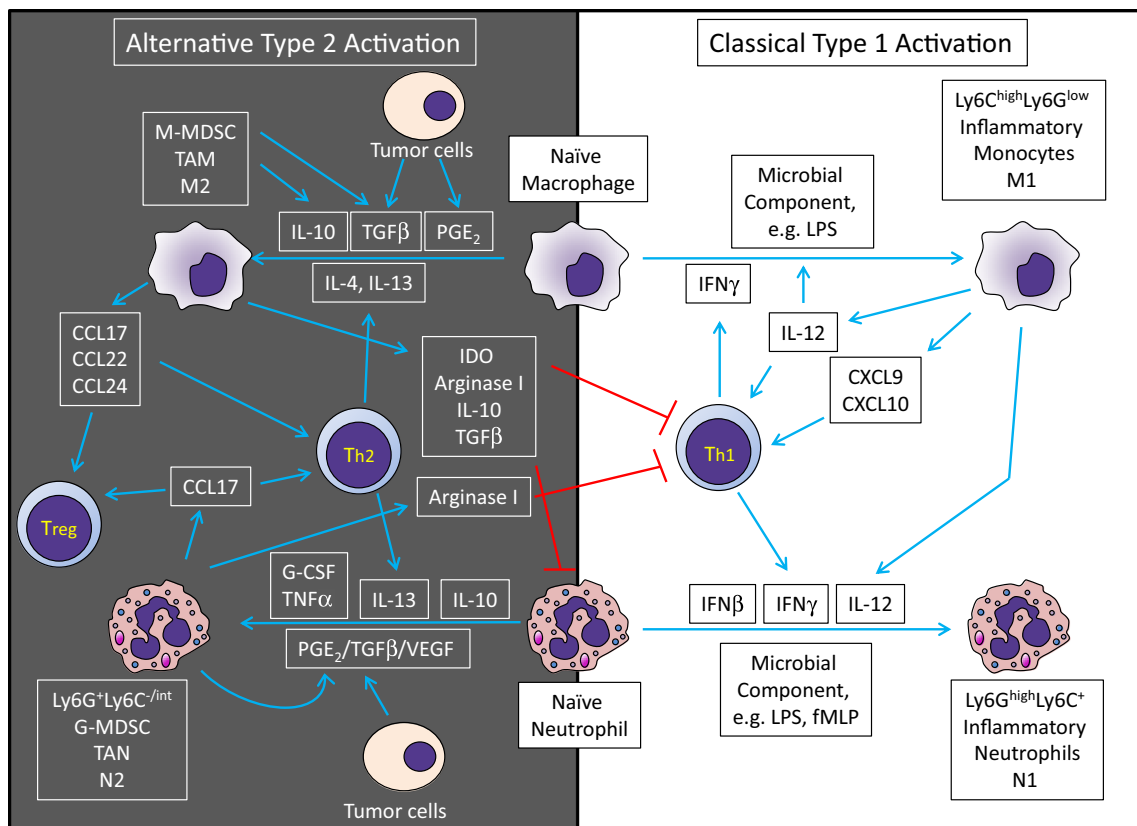 Alternative Type 2 Activation
Classical Type 1 Activation
Tumor cells
M-MDSC
TAM
M2
IL-10
TGFβ
PGE₂
IL-4, IL-13
Naïve
Macrophage
Microbial
Component,
e.g. LPS
Ly6C^high Ly6G^low
Inflammatory
Monocytes
M1
IFNγ
IL-12
CXCL9
CXCL10
CCL17
CCL22
CCL24
IDO
Arginase I
IL-10
TGFβ
Th2
Th1
Treg
CCL17
Arginase I
G-CSF
TNFα
IL-13
IL-10
PGE₂/TGFβ/VEGF
IFNβ
IFNγ
IL-12
Microbial
Component,
e.g. LPS, fMLP
Ly6G⁺Ly6C^-/int
G-MDSC
TAN
N2
Tumor cells
Naïve
Neutrophil
Ly6G^high Ly6C⁺
Inflammatory
Neutrophils
N1